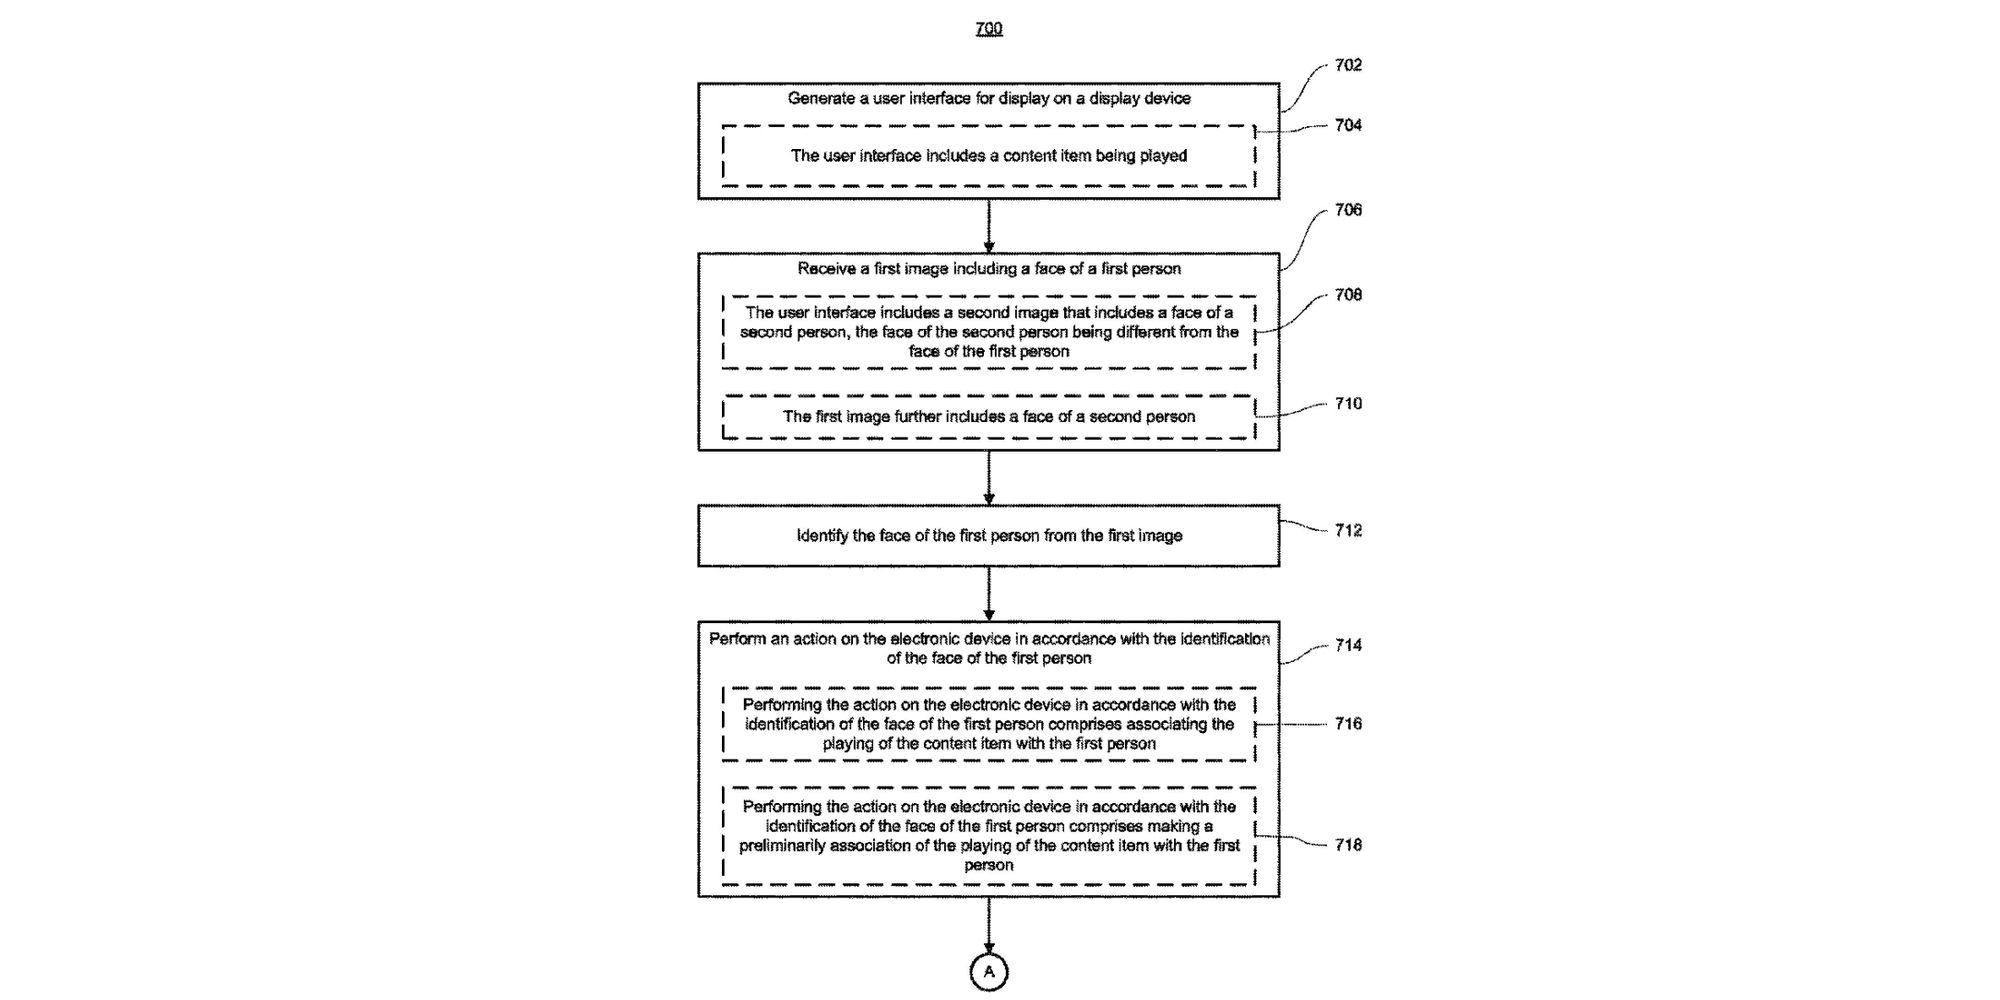 700
702
Generate a user interface for display on a display device
704
The user interface includes a content item being played
706
Receive a first image including a face of a first person
708
The user interface includes a second image that includes a face of a
second person, the face of the second person being different from the
face of the first person
710
The first image further includes a face of a second person
712
Identify the face of the first person from the first image
714
Perform an action on the electronic device in accordance with the identification
of the face of the first person
716
Performing the action on the electronic device in accordance with the
identification of the face of the first person comprises associating the
playing of the content item with the first person
718
Performing the action on the electronic device in accordance with the
identification of the face of the first person comprises making a
preliminarily association of the playing of the content item with the first
person
A